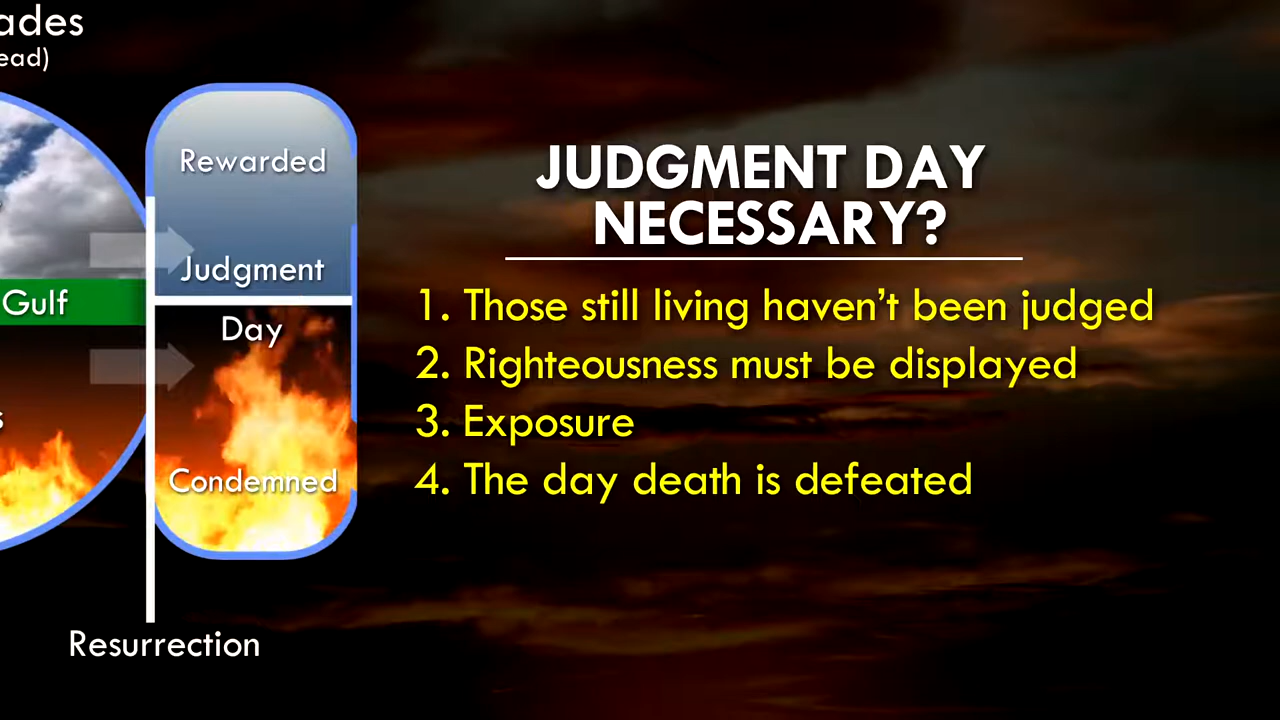 ades
ead)
Rewarded
Judgment
Gulf
Day
s
Condemned
Resurrection
JUDGMENT DAY
NECESSARY?
1. Those still living haven't been judged
2. Righteousness must be displayed
3. Exposure
4. The day death is defeated